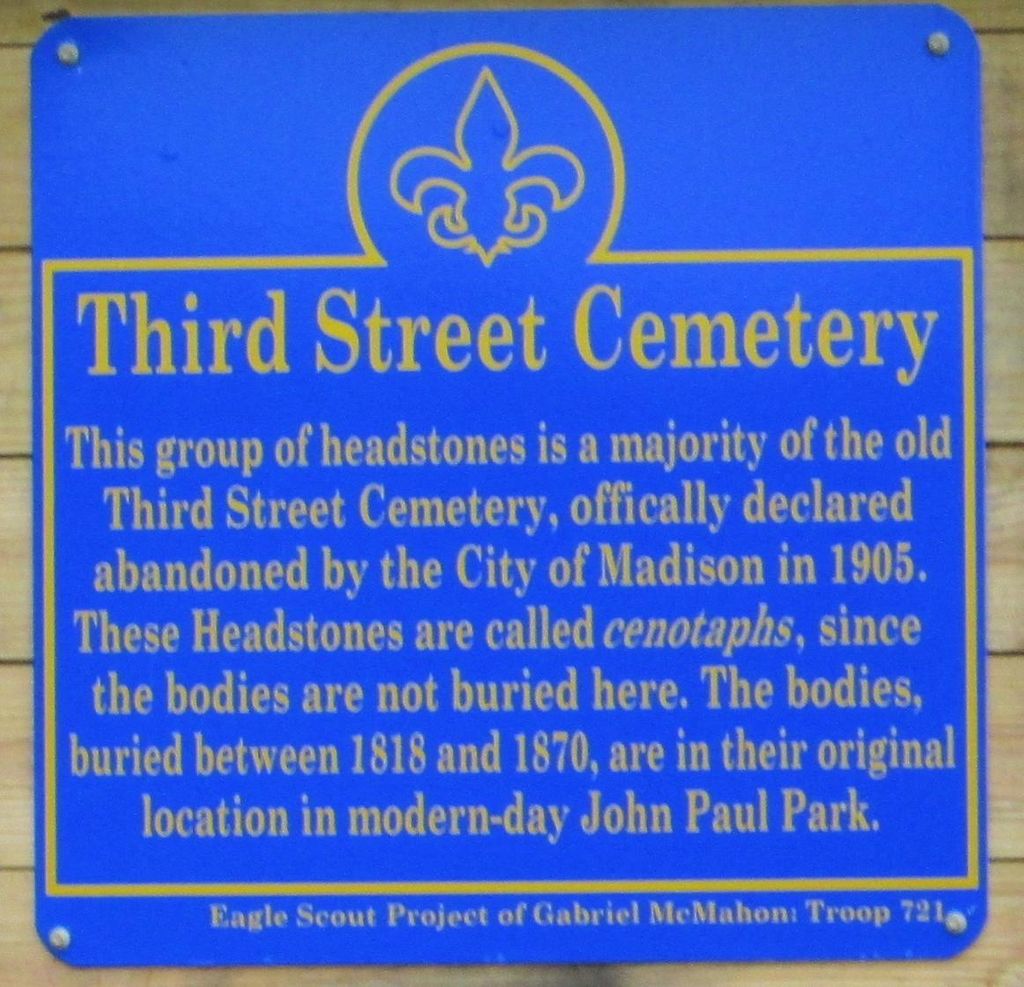 Third Street Cemetery
This group of headstones is a majority of the old
Third Street Cemetery, offically declared
abandoned by the City of Madison in 1905.
These Headstones are called cenotaphs, since
the bodies are not buried here. The bodies,
buried between 1818 and 1870, are in their original
location in modern-day John Paul Park.
Eagle Scout Project of Gabriel McMahon: Troop 721